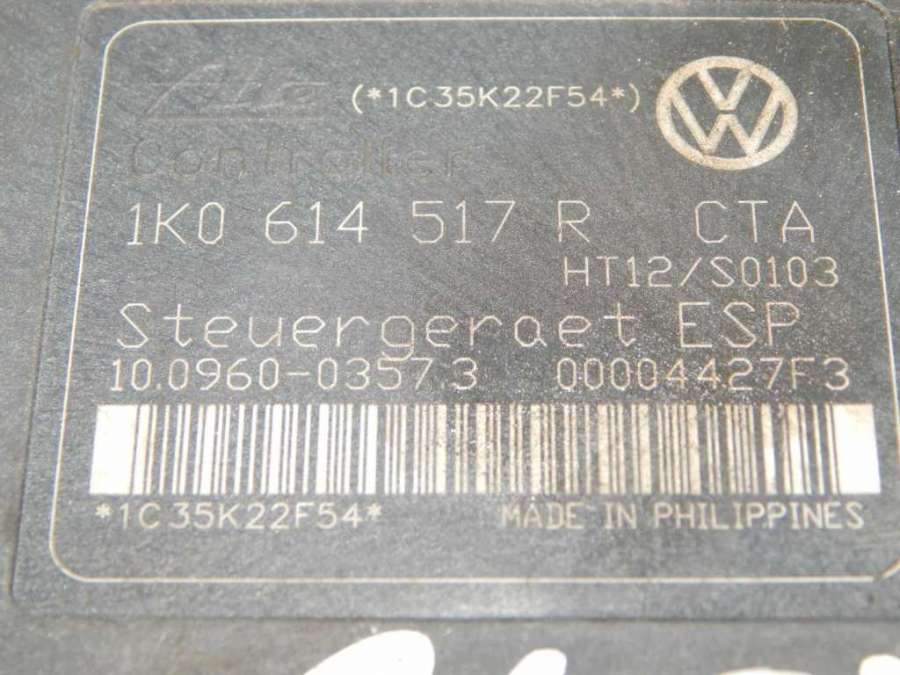 (*1C35K22F54*)
Controller
1K0 614 517 R CTA
HT12/S0103
Steuergeraet ESP
10.0960-0357.3 00004427F3
*1C35K22F54*
MADE IN PHILIPPINES